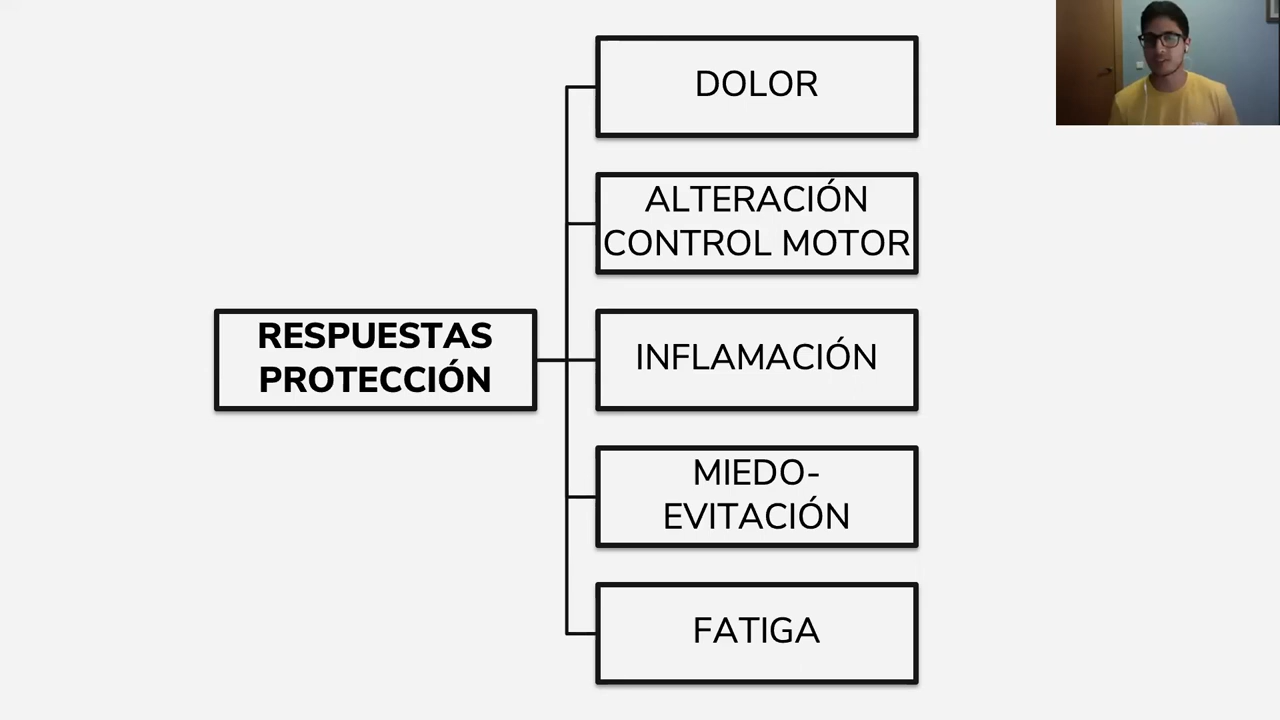 DOLOR
ALTERACIÓN
CONTROL MOTOR
RESPUESTAS
PROTECCIÓN
INFLAMACIÓN
MIEDO-
EVITACIÓN
FATIGA